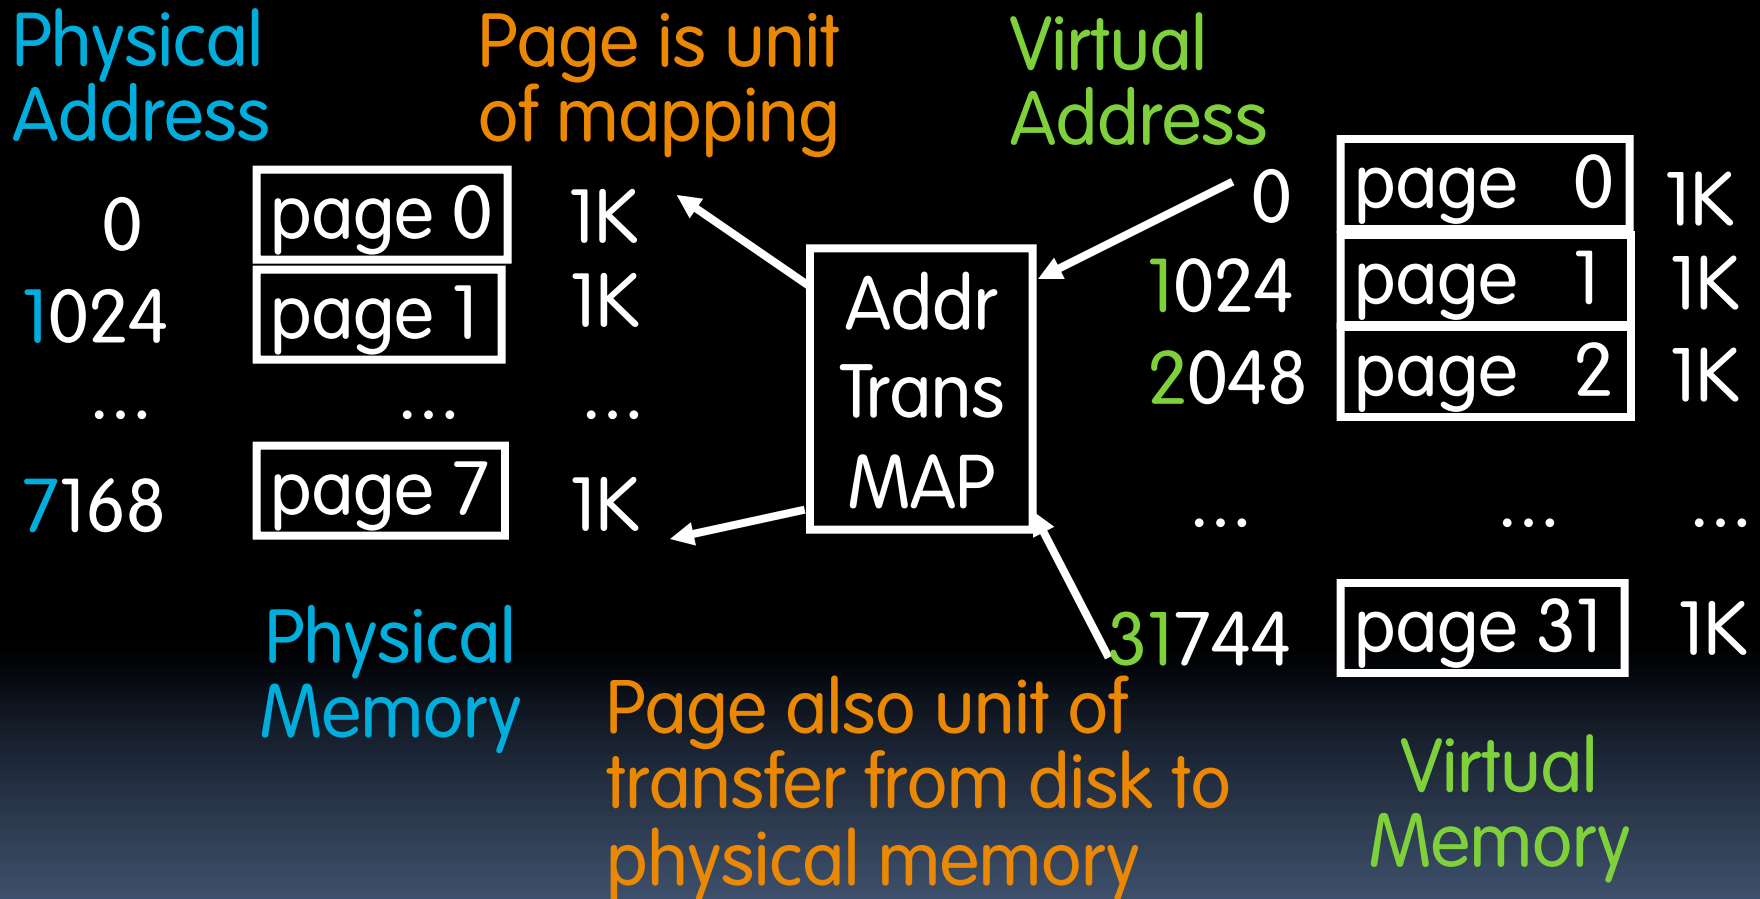 Physical
Address
Page is unit
of mapping
Virtual
Address
0 page 0 1K
1024 page 1 1K
... ... ...
7168 page 7 1K
Physical
Memory
Addr
Trans
MAP
0 page 0 1K
1024 page 1 1K
2048 page 2 1K
... ... ...
31744 page 31 1K
Page also unit of
transfer from disk to
physical memory
Virtual
Memory